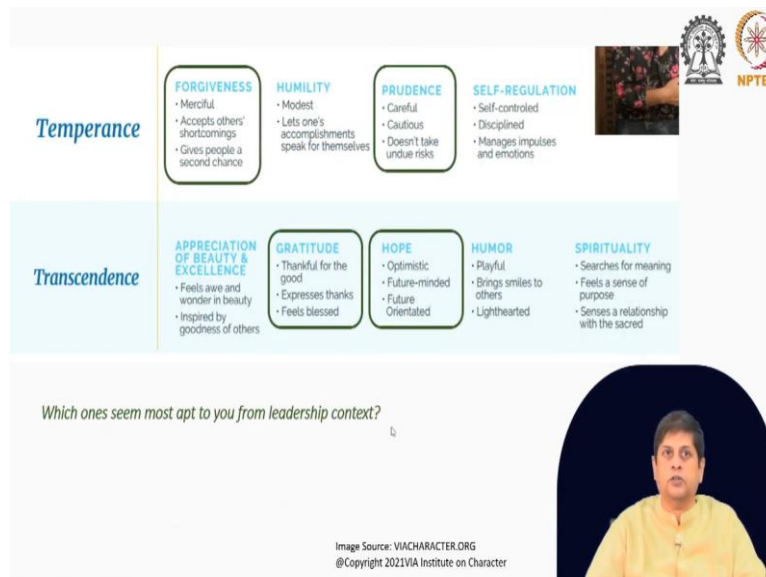 NPTE
Temperance
FORGIVENESS
• Merciful
• Accepts others'
shortcomings
• Gives people a
second chance
HUMILITY
• Modest
• Lets one's
accomplishments
speak for themselves
PRUDENCE
• Careful
• Cautious
• Doesn't take
undue risks
SELF-REGULATION
• Self-controled
• Disciplined
• Manages impulses
and emotions
Transcendence
APPRECIATION
OF BEAUTY &
EXCELLENCE
• Feels awe and
wonder in beauty
• Inspired by
goodness of others
GRATITUDE
• Thankful for the
good
• Expresses thanks
• Feels blessed
HOPE
• Optimistic
• Future-minded
• Future
Orientated
HUMOR
• Playful
• Brings smiles to
others
• Lighthearted
SPIRITUALITY
• Searches for meaning
• Feels a sense of
purpose
• Senses a relationship
with the sacred
Which ones seem most apt to you from leadership context?
Image Source: VIACHARACTER.ORG
@Copyright 2021VIA Institute on Character